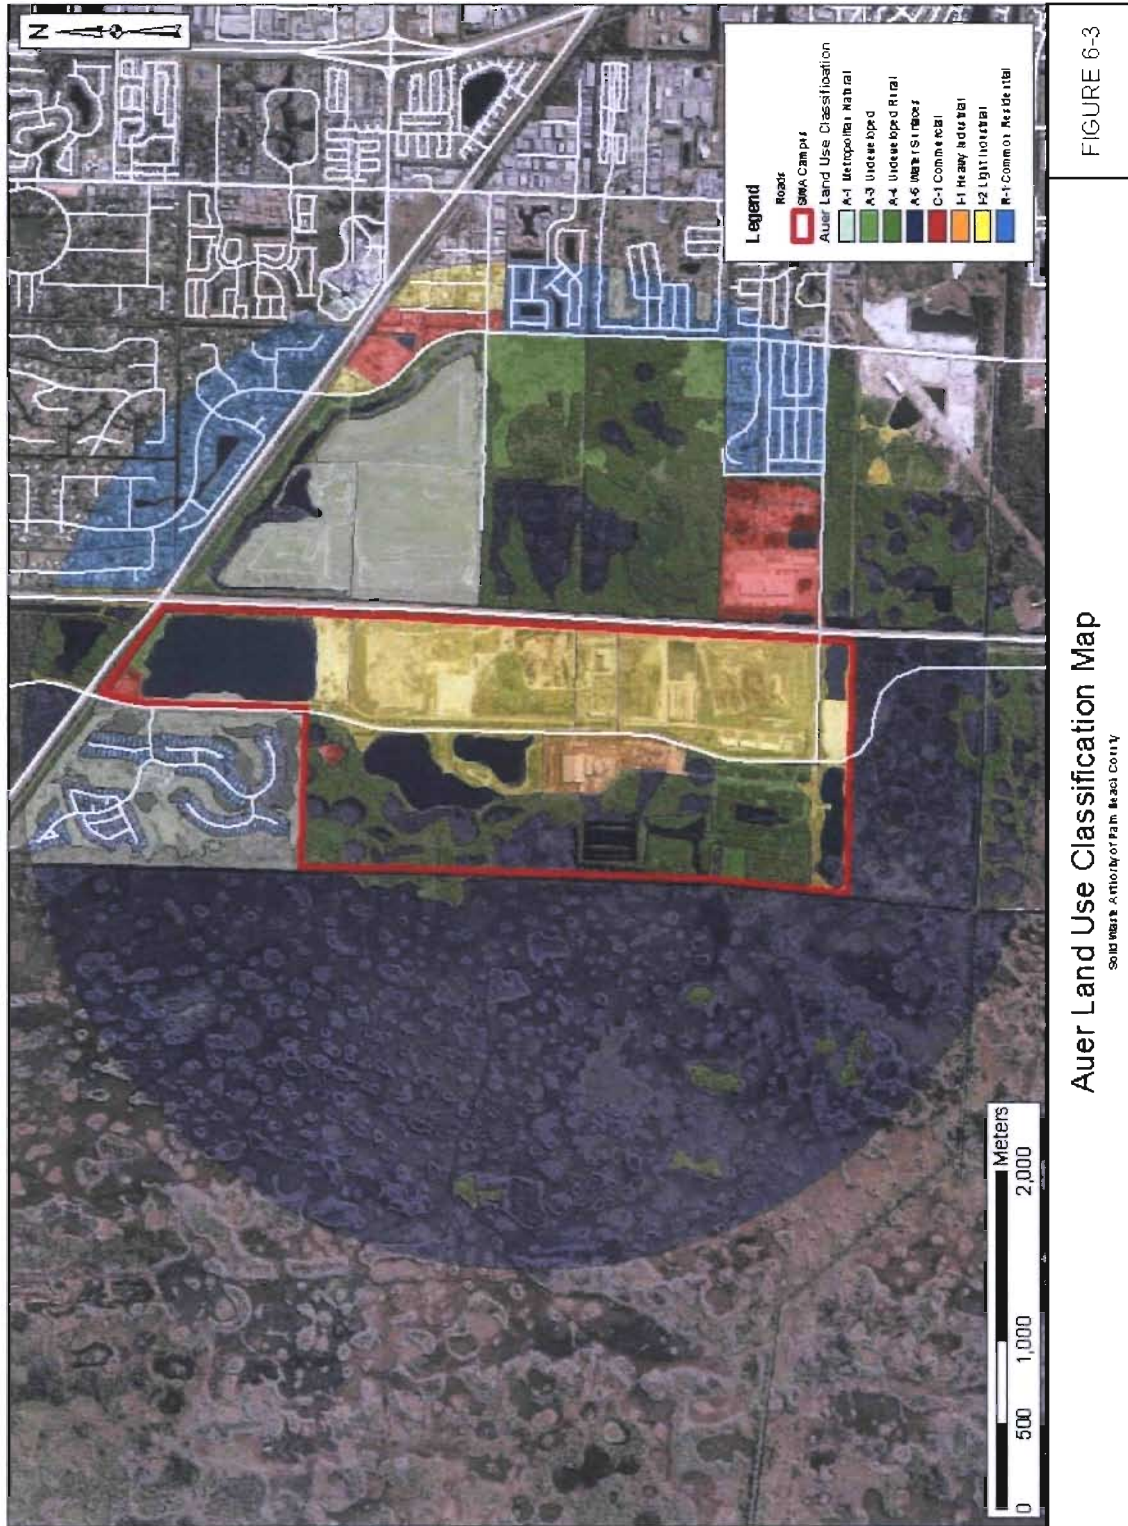 N
Legend
Roads
SWA Campus
Auer Land Use Classification
A-1 Metropolitan Natural
A-3 Undeveloped
A-4 Undeveloped Rural
A-5 Water Surfaces
C-1 Commercial
I-1 Heavy Industrial
I-2 Light Industrial
R-1 Common Residential
Meters
0 500 1,000 2,000
Auer Land Use Classification Map
Solid Waste Authority of Palm Beach County
FIGURE 6-3